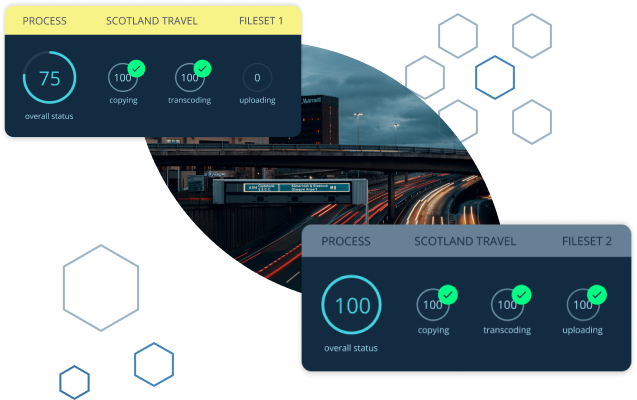 PROCESS SCOTLAND TRAVEL FILESET 1
75 100 100 0
overall status copying transcoding uploading
Marriott
PROCESS SCOTLAND TRAVEL FILESET 2
100 100 100 100
overall status copying transcoding uploading